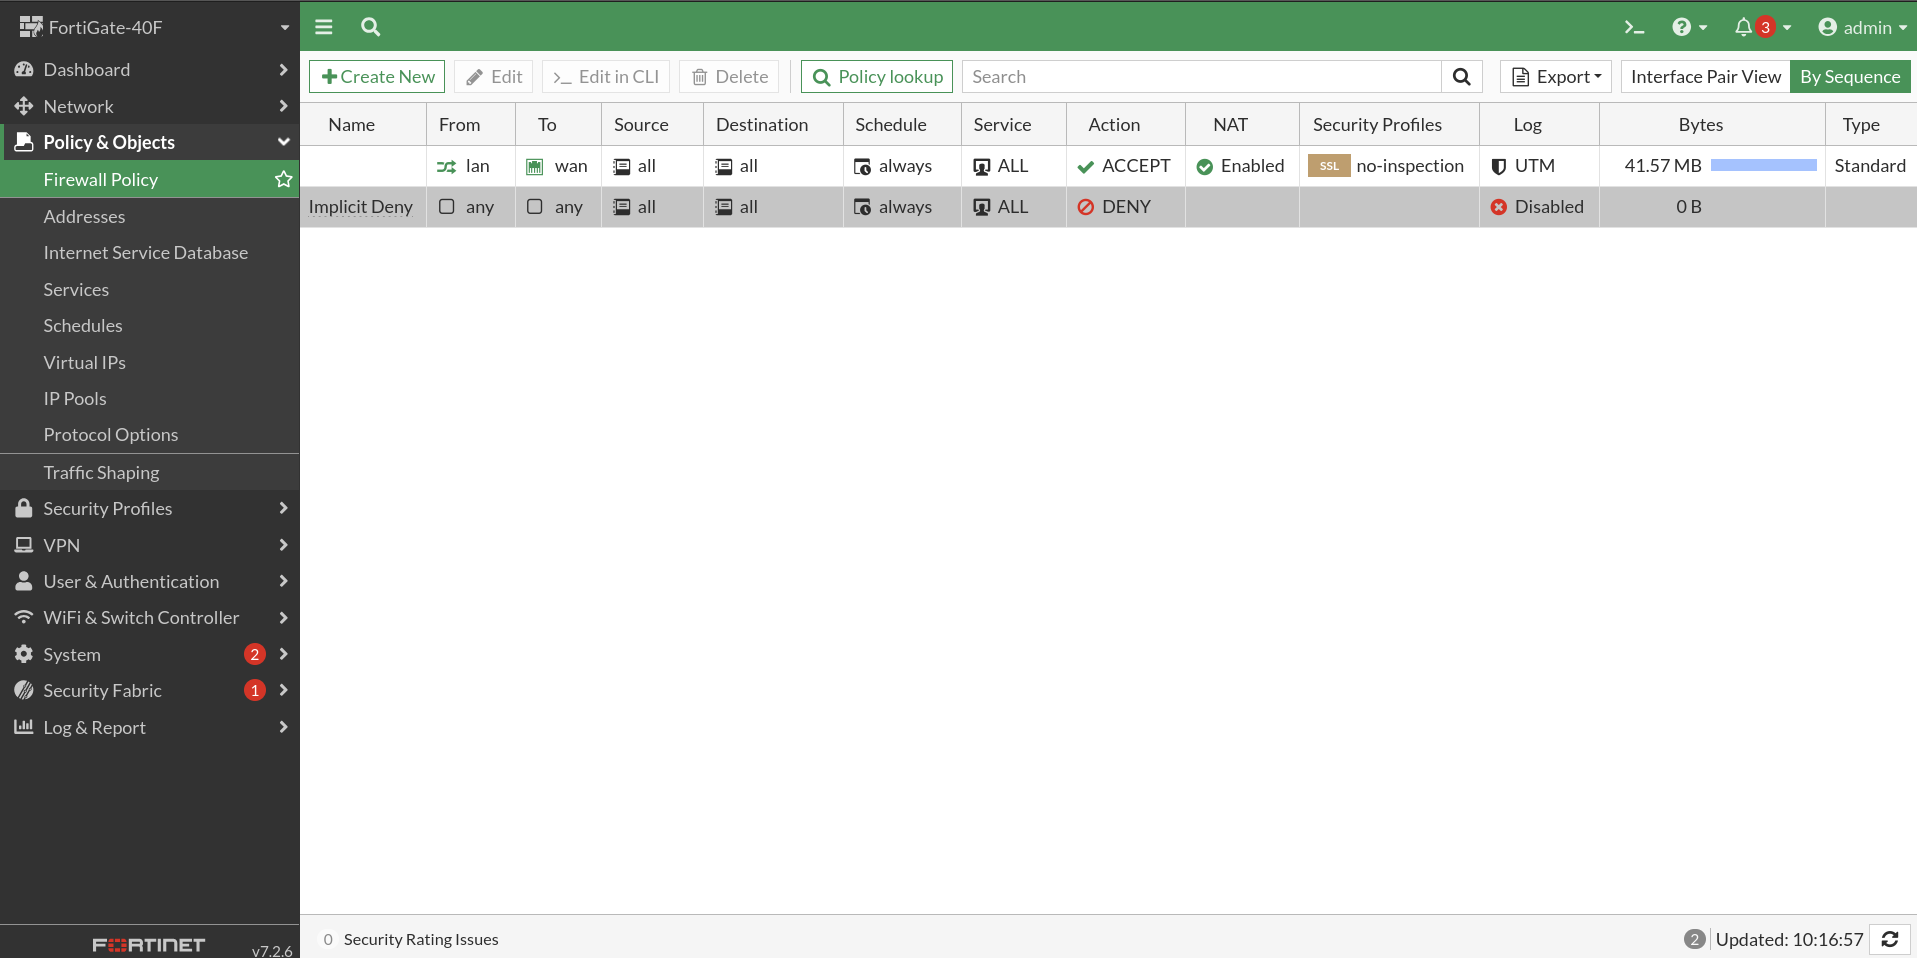 FortiGate-40F
3
admin
Dashboard
Network
Policy & Objects
Firewall Policy
Addresses
Internet Service Database
Services
Schedules
Virtual IPs
IP Pools
Protocol Options
Traffic Shaping
Security Profiles
VPN
User & Authentication
WiFi & Switch Controller
System 2
Security Fabric 1
Log & Report
FORTINET v7.2.6
Create New Edit Edit in CLI Delete Policy lookup Search Export Interface Pair View By Sequence
Name From To Source Destination Schedule Service Action NAT Security Profiles Log Bytes Type
lan wan all all always ALL ACCEPT Enabled SSL no-inspection UTM 41.57 MB Standard
Implicit Deny any any all all always ALL DENY Disabled 0 B
0 Security Rating Issues 2 Updated: 10:16:57